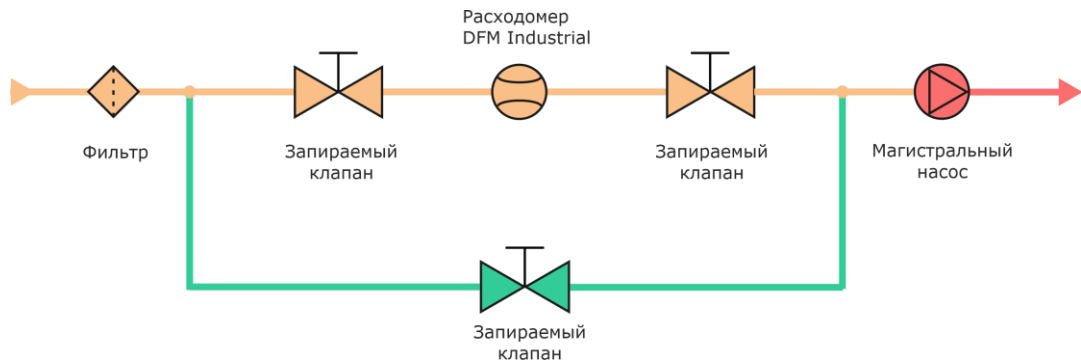 Расходомер
DFM Industrial
Фильтр
Запираемый
клапан
Запираемый
клапан
Магистральный
насос
Запираемый
клапан